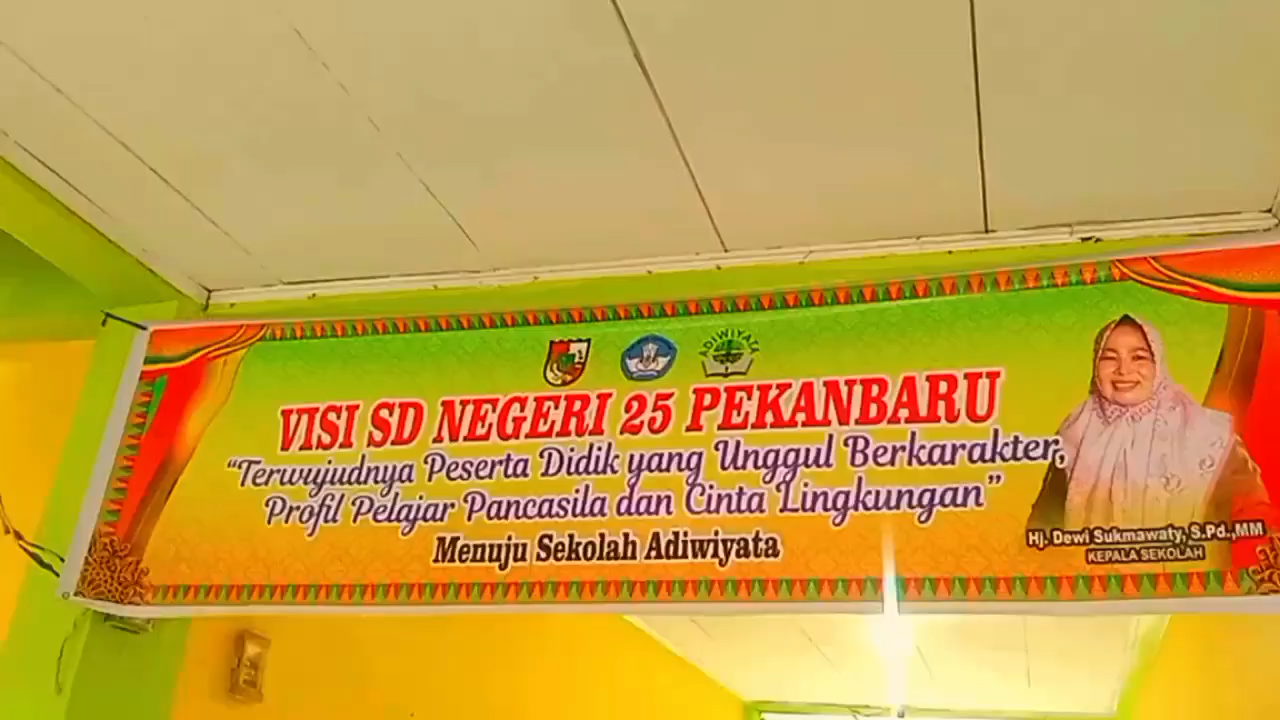 ADIWIYATA
VISI SD NEGERI 25 PEKANBARU
“Terwujudnya Peserta Didik yang Unggul Berkarakter,
Profil Pelajar Pancasila dan Cinta Lingkungan”
Menuju Sekolah Adiwiyata
Hj. Dewi Sukmawaty, S.Pd.,MM
KEPALA SEKOLAH